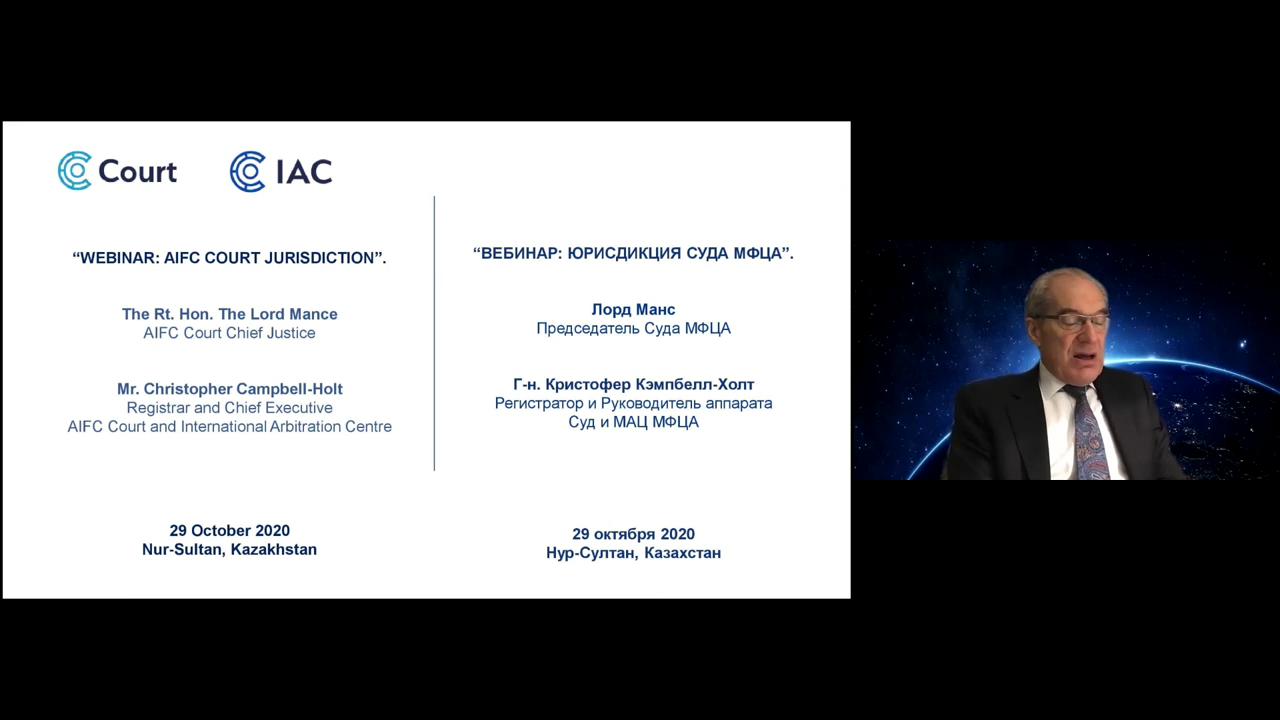 Court
IAC
“WEBINAR: AIFC COURT JURISDICTION”.
The Rt. Hon. The Lord Mance
AIFC Court Chief Justice
Mr. Christopher Campbell-Holt
Registrar and Chief Executive
AIFC Court and International Arbitration Centre
29 October 2020
Nur-Sultan, Kazakhstan
“ВЕБИНАР: ЮРИСДИКЦИЯ СУДА МФЦА”.
Лорд Манс
Председатель Суда МФЦА
Г-н. Кристофер Кэмпбелл-Холт
Регистратор и Руководитель аппарата
Суд и МАЦ МФЦА
29 октября 2020
Нур-Султан, Казахстан